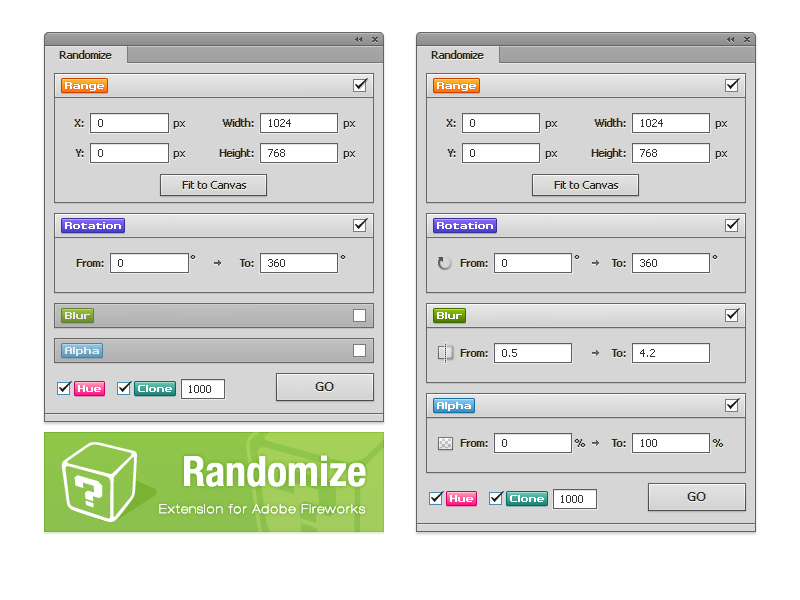 Randomize
Range
X: 0 px Width: 1024 px
Y: 0 px Height: 768 px
Fit to Canvas
Rotation
From: 0 ° → To: 360 °
Blur
Alpha
Hue Clone 1000 GO
?
Randomize
Extension for Adobe Fireworks
Randomize
Range
X: 0 px Width: 1024 px
Y: 0 px Height: 768 px
Fit to Canvas
Rotation
From: 0 ° → To: 360 °
Blur
From: 0.5 → To: 4.2
Alpha
From: 0 % → To: 100 %
Hue Clone 1000 GO